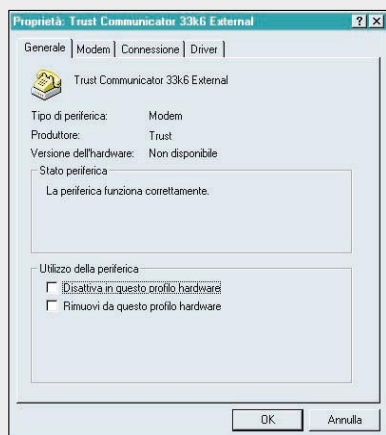 Proprietà: Trust Communicator 33k6 External
Generale
Modem
Connessione
Driver
Trust Communicator 33k6 External
Tipo di periferica: Modem
Produttore: Trust
Versione dell'hardware: Non disponibile
Stato periferica
La periferica funziona correttamente.
Utilizzo della periferica
Disattiva in questo profilo hardware
Rimuovi da questo profilo hardware
OK
Annulla